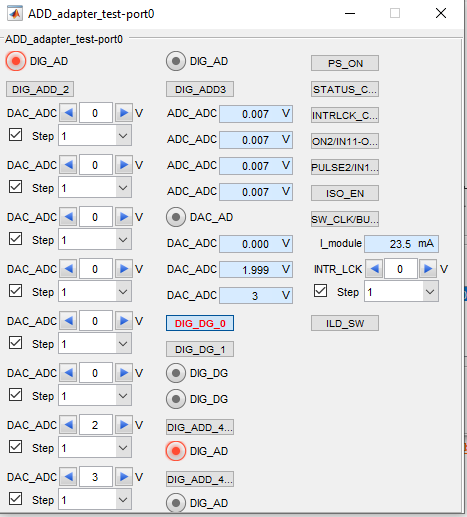 ADD_adapter_test-port0
ADD_adapter_test-port0
DIG_AD
DIG_ADD_2
DAC_ADC 0 V
Step 1
DAC_ADC 0 V
Step 1
DAC_ADC 0 V
Step 1
DAC_ADC 0 V
Step 1
DAC_ADC 0 V
Step 1
DAC_ADC 0 V
Step 1
DAC_ADC 2 V
Step 1
DAC_ADC 3 V
Step 1
DIG_AD
DIG_ADD3
ADC_ADC 0.007 V
ADC_ADC 0.007 V
ADC_ADC 0.007 V
ADC_ADC 0.007 V
DAC_AD
DAC_ADC 0.000 V
DAC_ADC 1.999 V
DAC_ADC 3 V
DIG_DG_0
DIG_DG_1
DIG_DG
DIG_DG
DIG_ADD_4...
DIG_AD
DIG_ADD_4...
DIG_AD
PS_ON
STATUS_C...
INTRLCK_C...
ON2/IN11-O...
PULSE2/IN1...
ISO_EN
SW_CLK/BU...
I_module 23.5 mA
INTR_LCK 0 V
Step 1
ILD_SW